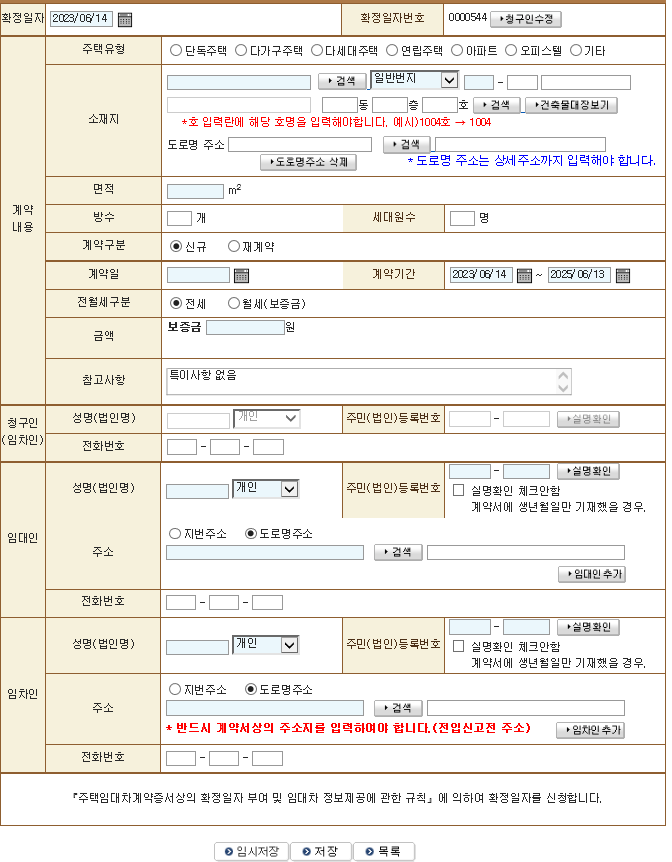 확정일자 2023/06/14 확정일자번호 0000544 청구인수정
계약 내용
주택유형 단독주택 다가구주택 다세대주택 연립주택 아파트 오피스텔 기타
소재지 검색 일반번지 -
동 층 호 검색 건축물대장보기
*호 입력란에 해당 호명을 입력해야합니다. 예시)1004호 → 1004
도로명 주소 검색
도로명주소 삭제 * 도로명 주소는 상세주소까지 입력해야 합니다.
면적 m²
방수 개 세대원수 명
계약구분 신규 재계약
계약일 계약기간 2023/06/14 ~ 2025/06/13
전월세구분 전세 월세(보증금)
금액 보증금 원
참고사항 특이사항 없음
청구인
(임차인)
성명(법인명) 개인 주민(법인)등록번호 - 실명확인
전화번호 - -
임대인
성명(법인명) 개인 주민(법인)등록번호 - 실명확인
실명확인 체크안함
계약서에 생년월일만 기재했을 경우.
지번주소 도로명주소
주소 검색
임대인 추가
전화번호 - -
임차인
성명(법인명) 개인 주민(법인)등록번호 - 실명확인
실명확인 체크안함
계약서에 생년월일만 기재했을 경우.
지번주소 도로명주소
주소 검색
* 반드시 계약서상의 주소지를 입력하여야 합니다.(전입신고전 주소) 임차인 추가
전화번호 - -
『주택임대차계약증서상의 확정일자 부여 및 임대차 정보제공에 관한 규칙』에 의하여 확정일자를 신청합니다.
임시저장 저장 목록